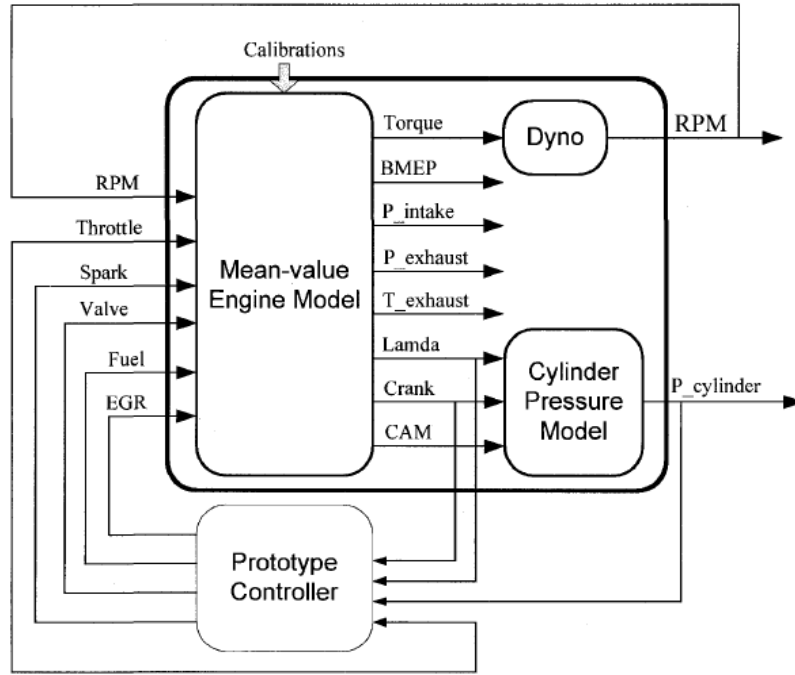 Calibrations
RPM
Throttle
Spark
Valve
Fuel
EGR
Mean-value
Engine Model
Torque
BMEP
P_intake
P_exhaust
T_exhaust
Lamda
Crank
CAM
Dyno
RPM
Cylinder
Pressure
Model
P_cylinder
Prototype
Controller